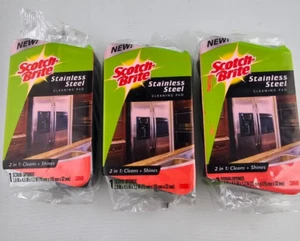 NEW!
Scotch-Brite
Stainless
Steel
CLEANING PAD
2 in 1: Cleans + Shines
NEW!
Scotch-Brite
Stainless
Steel
CLEANING PAD
2 in 1: Cleans + Shines
NEW!
Scotch-Brite
Stainless
Steel
CLEANING PAD
2 in 1: Cleans + Shines